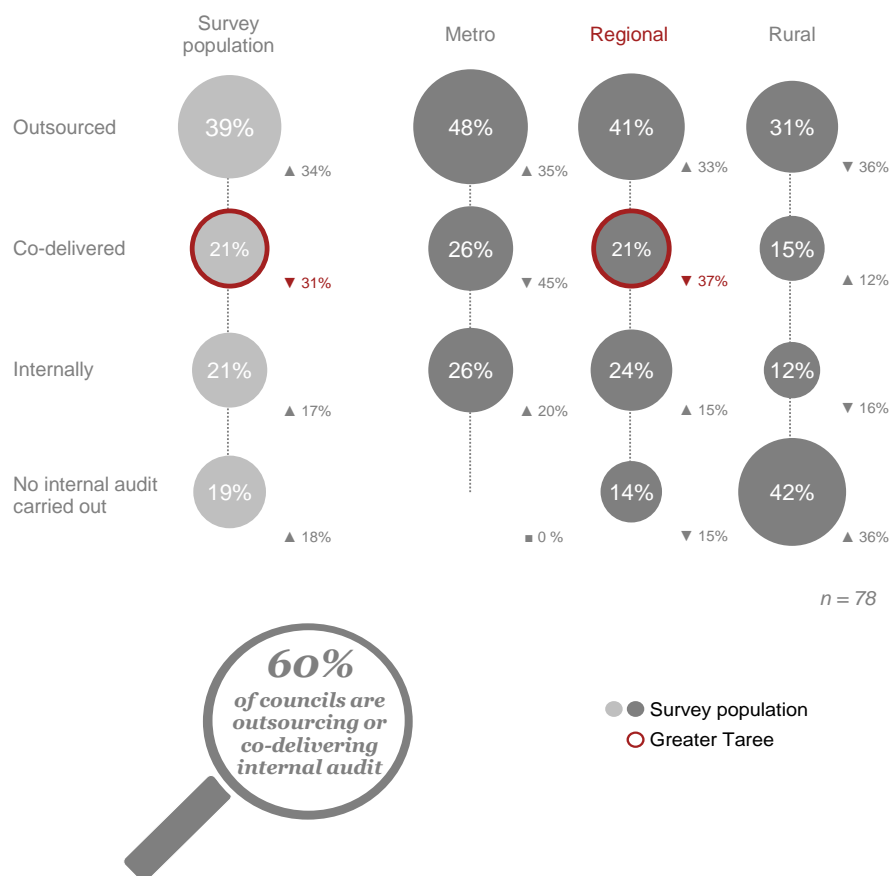 Survey
population
Metro
Regional
Rural
Outsourced
39%
48%
41%
31%
▲ 34%
▲ 35%
▲ 33%
▼ 36%
Co-delivered
21%
26%
21%
15%
▼ 31%
▼ 45%
▼ 37%
▲ 12%
Internally
21%
26%
24%
12%
▲ 17%
▲ 20%
▲ 15%
▼ 16%
No internal audit
carried out
19%
14%
42%
▲ 18%
■ 0 %
▼ 15%
▲ 36%
n = 78
60%
of councils are
outsourcing or
co-delivering
internal audit
Survey population
Greater Taree